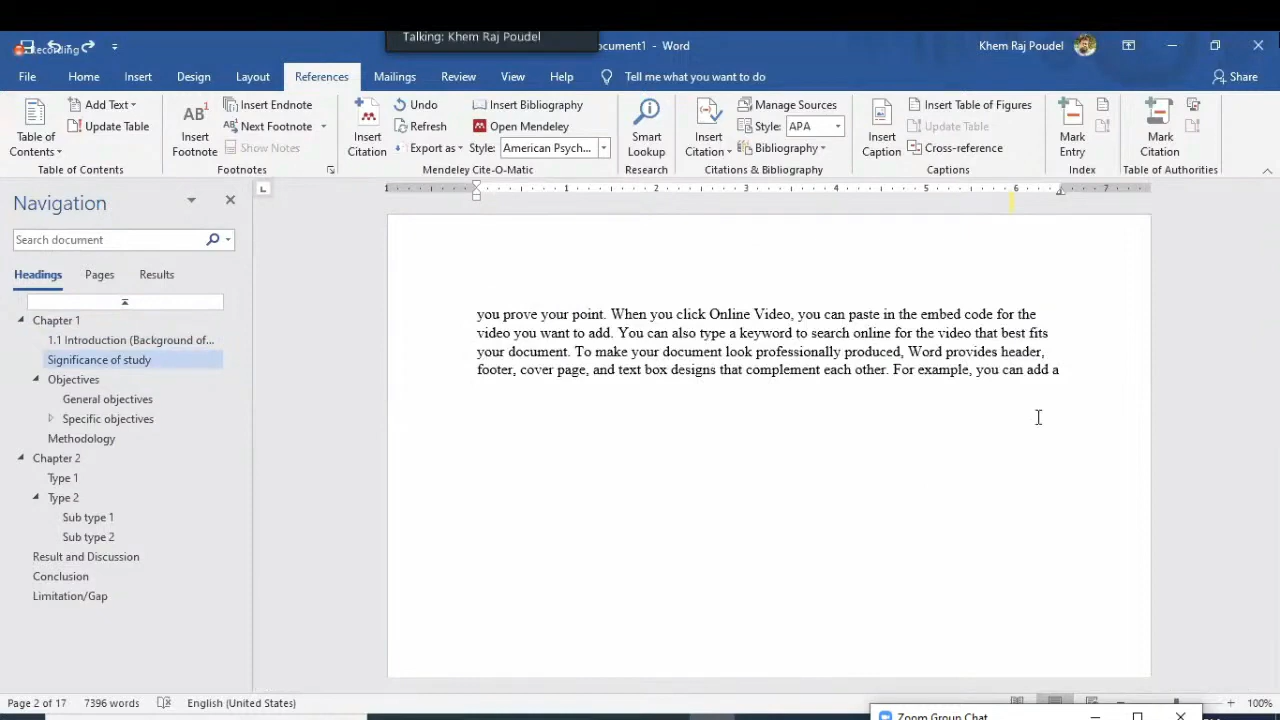 Talking: Khem Raj Poudel
Recording
ocument1 - Word
Khem Raj Poudel
File Home Insert Design Layout References Mailings Review View Help Tell me what you want to do Share
Table of Contents
Add Text
Update Table
Table of Contents
AB1
Insert Footnote
Insert Endnote
Next Footnote
Show Notes
Footnotes
Insert Citation
Undo
Refresh
Export as
Insert Bibliography
Open Mendeley
Style: American Psych...
Mendeley Cite-O-Matic
Smart Lookup
Research
Insert Citation
Manage Sources
Style: APA
Bibliography
Citations & Bibliography
Insert Caption
Insert Table of Figures
Update Table
Cross-reference
Captions
Mark Entry
Index
Mark Citation
Table of Authorities
Navigation
Search document
Headings Pages Results
Chapter 1
1.1 Introduction (Background of...
Significance of study
Objectives
General objectives
Specific objectives
Methodology
Chapter 2
Type 1
Type 2
Sub type 1
Sub type 2
Result and Discussion
Conclusion
Limitation/Gap
1 1 2 3 4 5 6 7
you prove your point. When you click Online Video, you can paste in the embed code for the
video you want to add. You can also type a keyword to search online for the video that best fits
your document. To make your document look professionally produced, Word provides header,
footer, cover page, and text box designs that complement each other. For example, you can add a
Page 2 of 17 7396 words English (United States) 100%
Zoom Group Chat